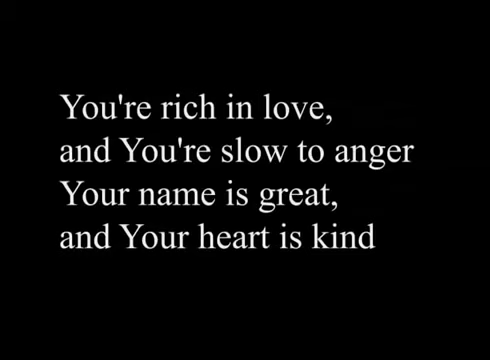 You're rich in love,
and You're slow to anger
Your name is great,
and Your heart is kind